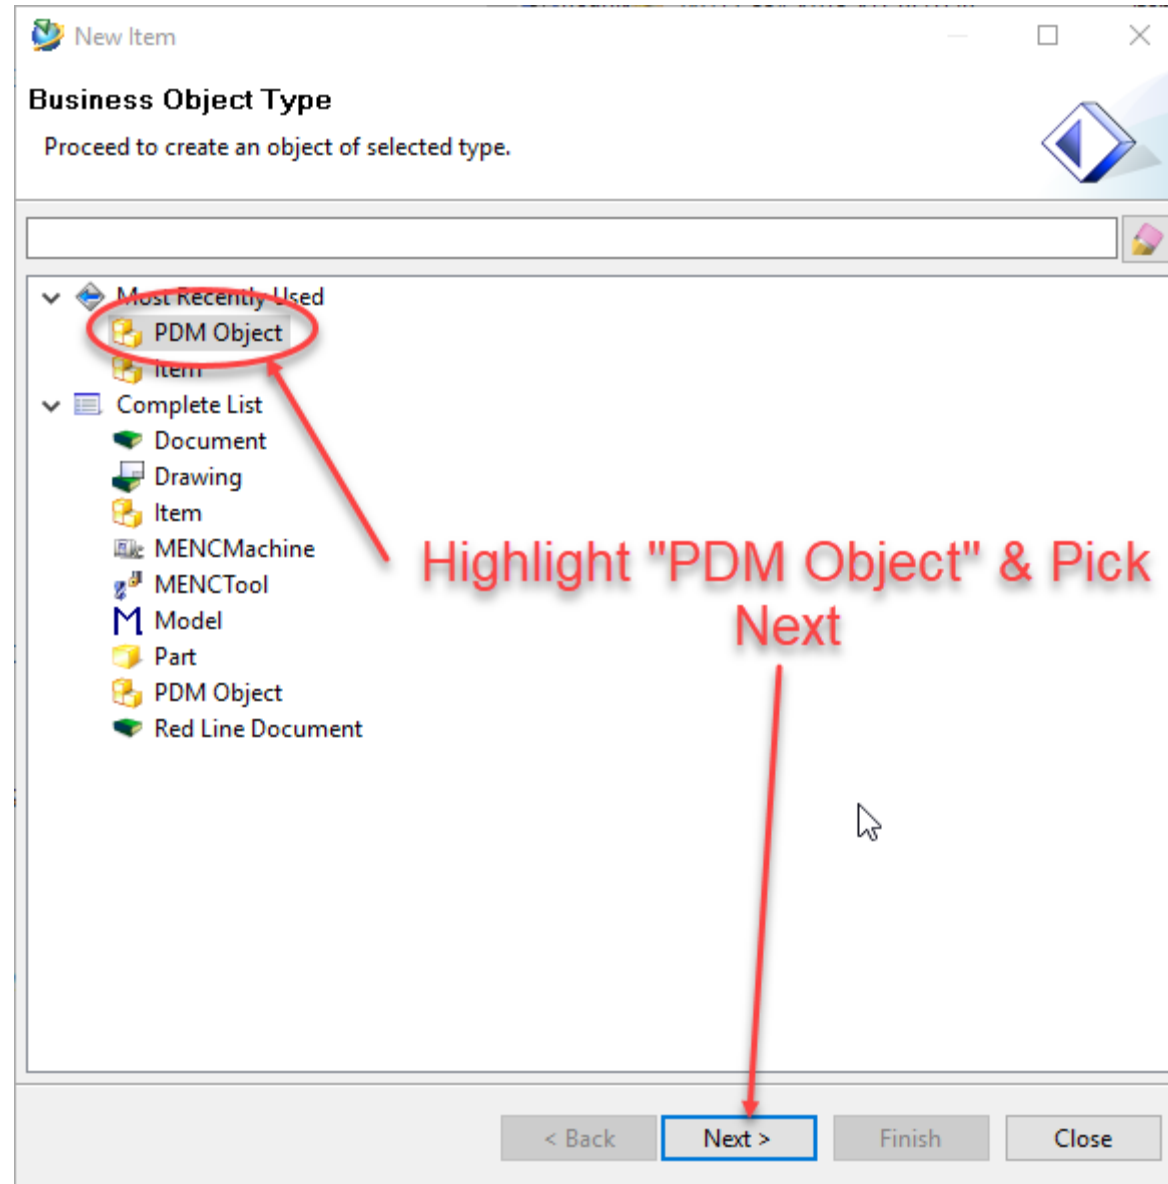 New Item
Business Object Type
Proceed to create an object of selected type.
Most Recently Used
PDM Object
Item
Complete List
Document
Drawing
Item
MENCMachine
MENCTool
Model
Part
PDM Object
Red Line Document
Highlight "PDM Object" & Pick
Next
< Back
Next >
Finish
Close